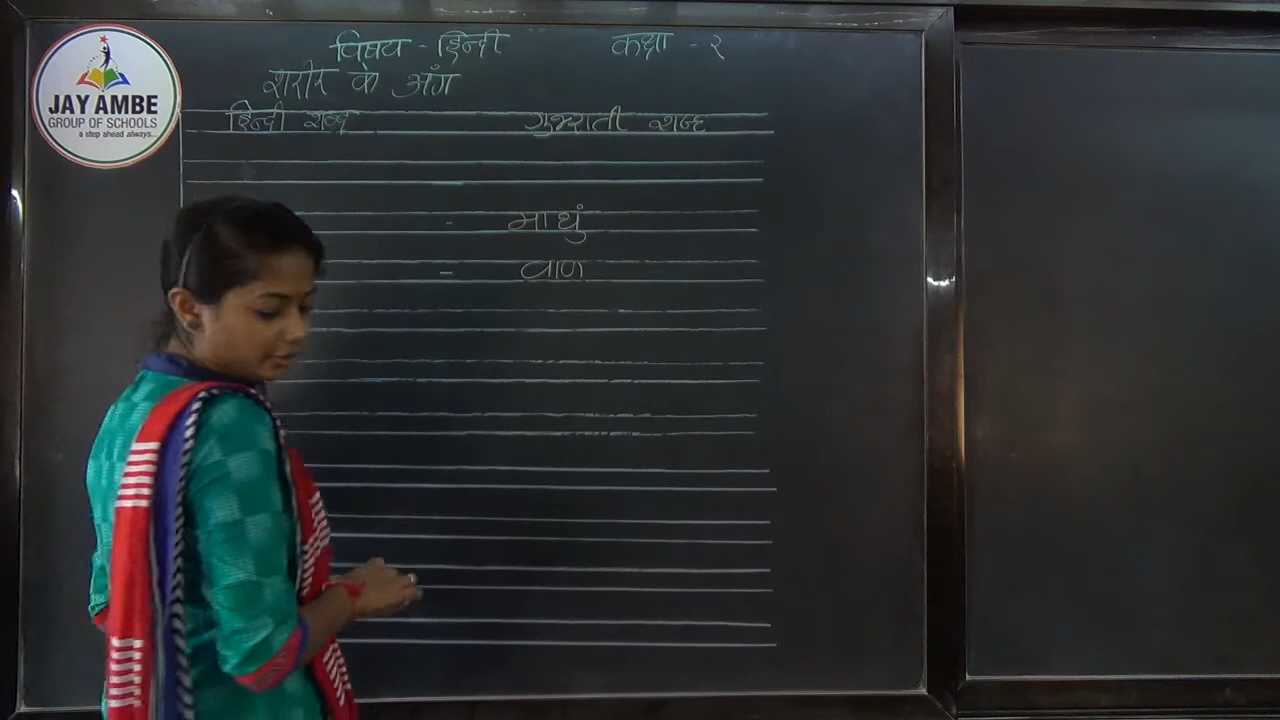 JAY AMBE
GROUP OF SCHOOLS
a step ahead always...
विषय - हिन्दी कक्षा - २
शरीर के अंग
हिन्दी शब्द गुजराती शब्द
- माथुं
- वाळ